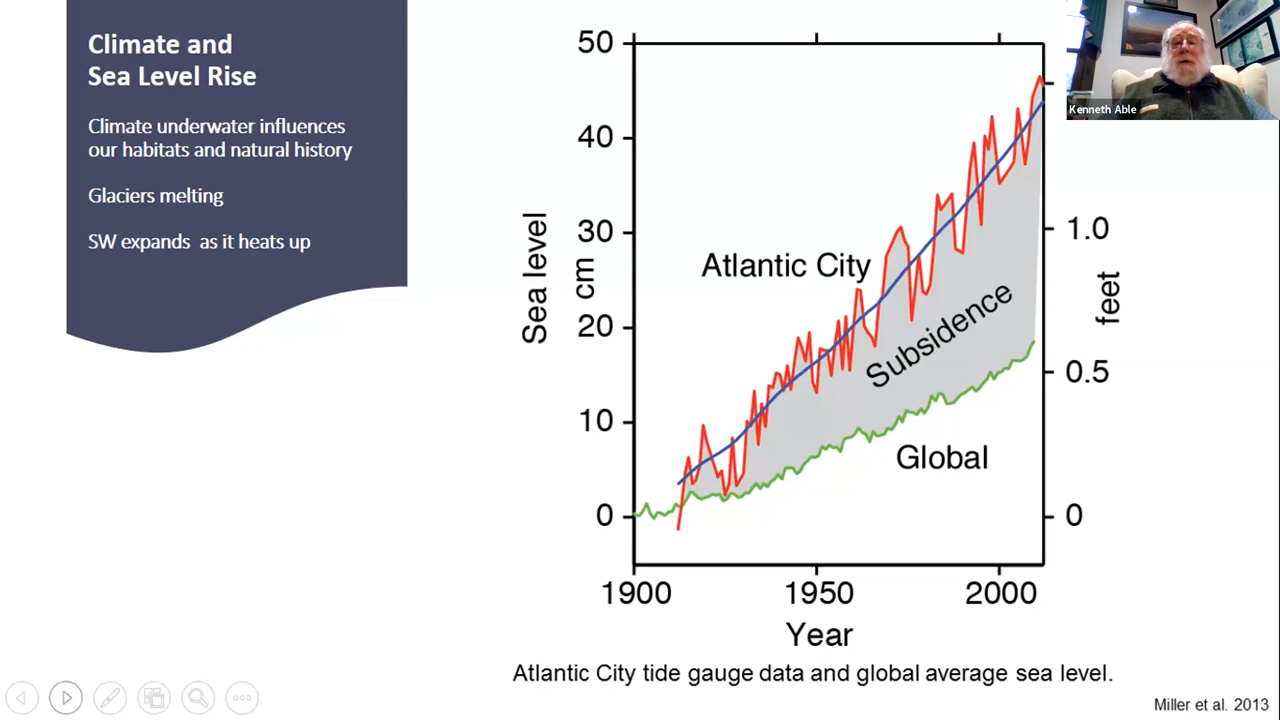 Climate and
Sea Level Rise
Climate underwater influences
our habitats and natural history
Glaciers melting
SW expands as it heats up
50
40
30
20
10
0
Sea level
cm
1.0
0.5
0
feet
Atlantic City
Subsidence
Global
1900
1950
2000
Year
Atlantic City tide gauge data and global average sea level.
Miller et al. 2013
Kenneth Able